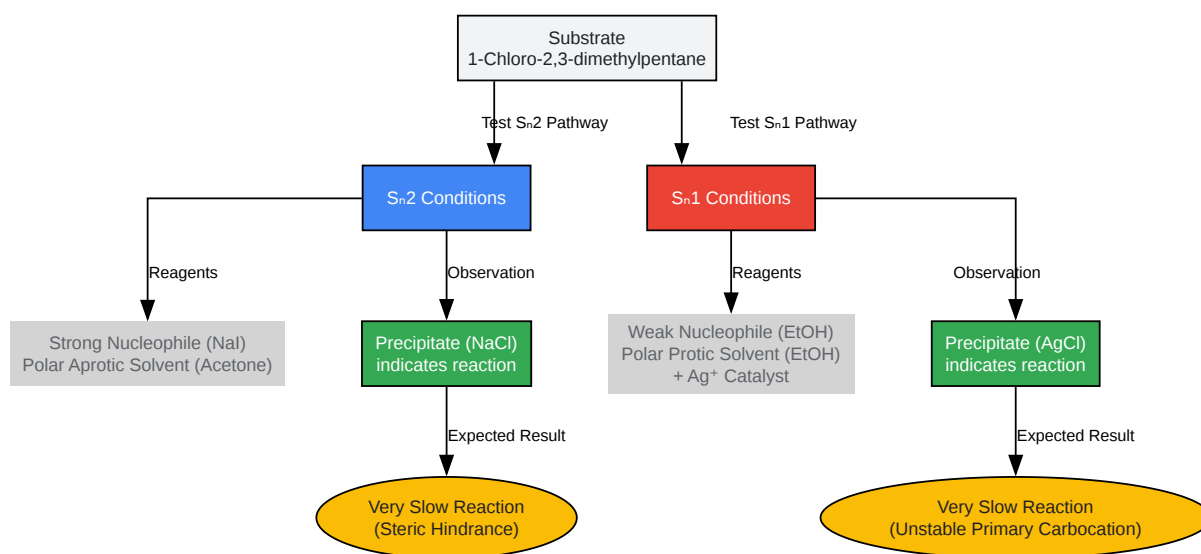 Substrate
1-Chloro-2,3-dimethylpentane
Test Sₙ2 Pathway
Test Sₙ1 Pathway
Sₙ2 Conditions
Sₙ1 Conditions
Reagents
Observation
Reagents
Observation
Strong Nucleophile (NaI)
Polar Aprotic Solvent (Acetone)
Precipitate (NaCl)
indicates reaction
Weak Nucleophile (EtOH)
Polar Protic Solvent (EtOH)
+ Ag⁺ Catalyst
Precipitate (AgCl)
indicates reaction
Expected Result
Expected Result
Very Slow Reaction
(Steric Hindrance)
Very Slow Reaction
(Unstable Primary Carbocation)